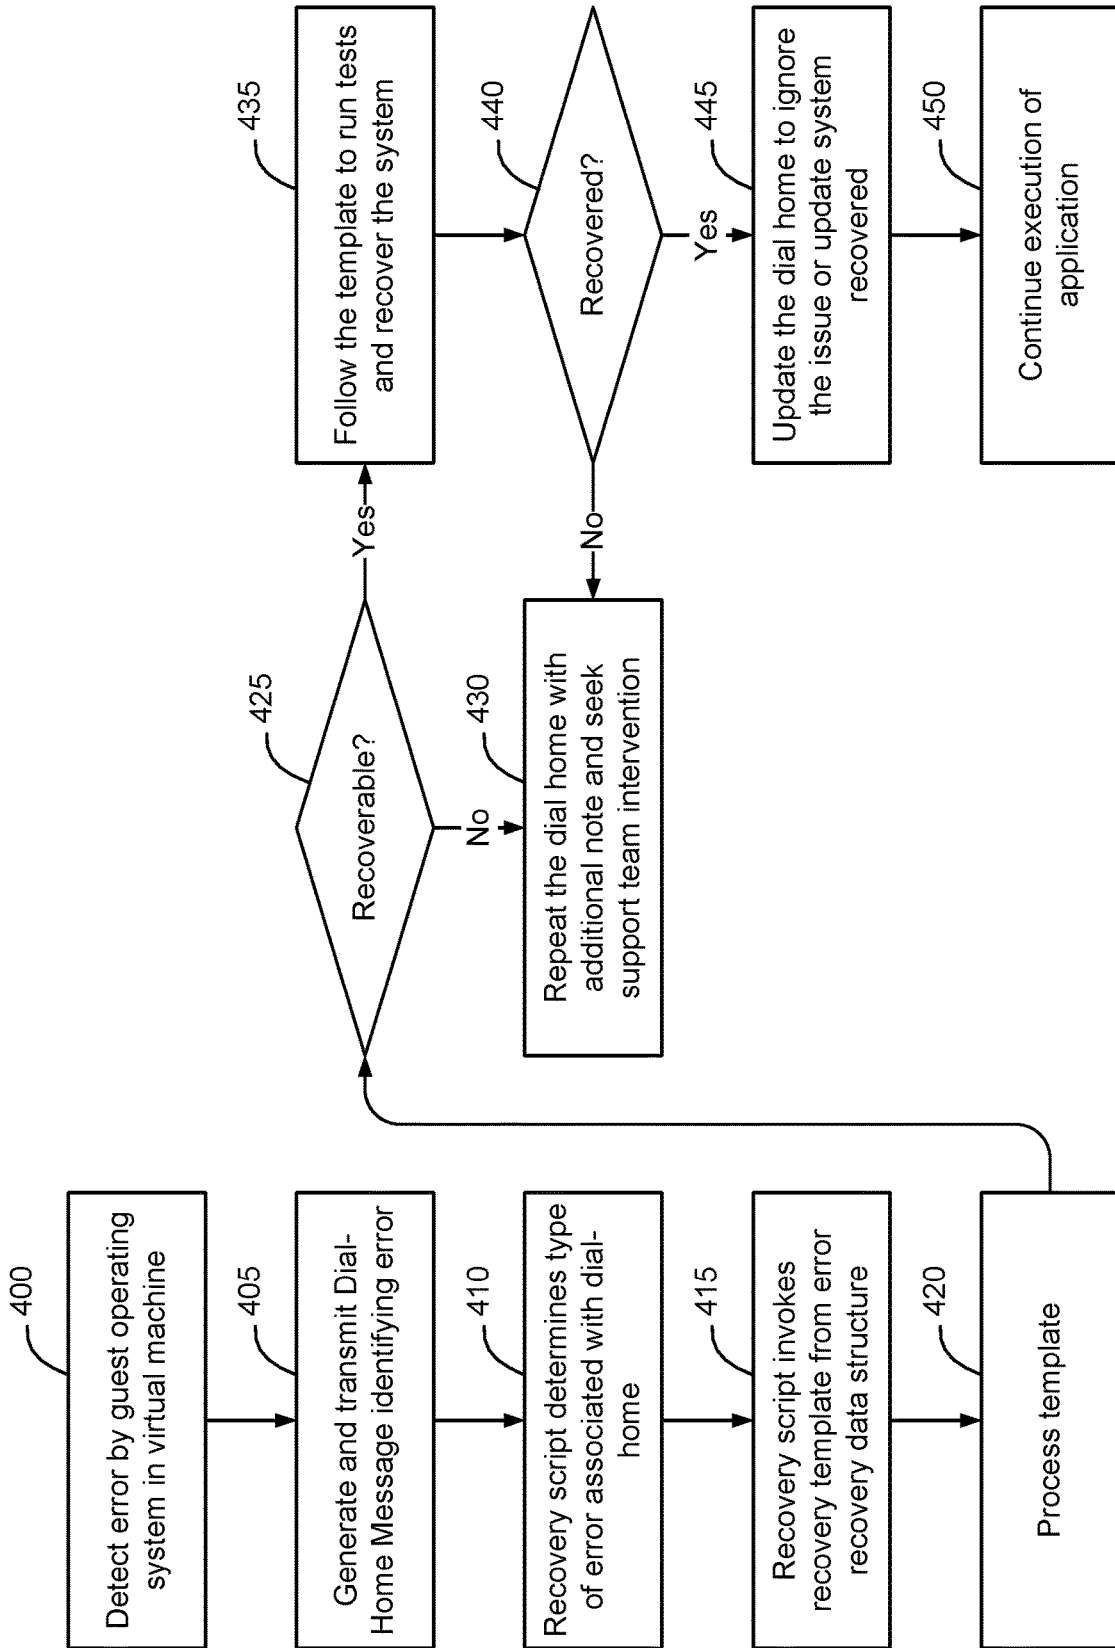 400
Detect error by guest operating
system in virtual machine
405
Generate and transmit Dial-
Home Message identifying error
410
Recovery script determines type
of error associated with dial-
home
415
Recovery script invokes
recovery template from error
recovery data structure
420
Process template
425
Recoverable?
Yes
No
430
Repeat the dial home with
additional note and seek
support team intervention
435
Follow the template to run tests
and recover the system
440
Recovered?
No
Yes
445
Update the dial home to ignore
the issue or update system
recovered
450
Continue execution of
application